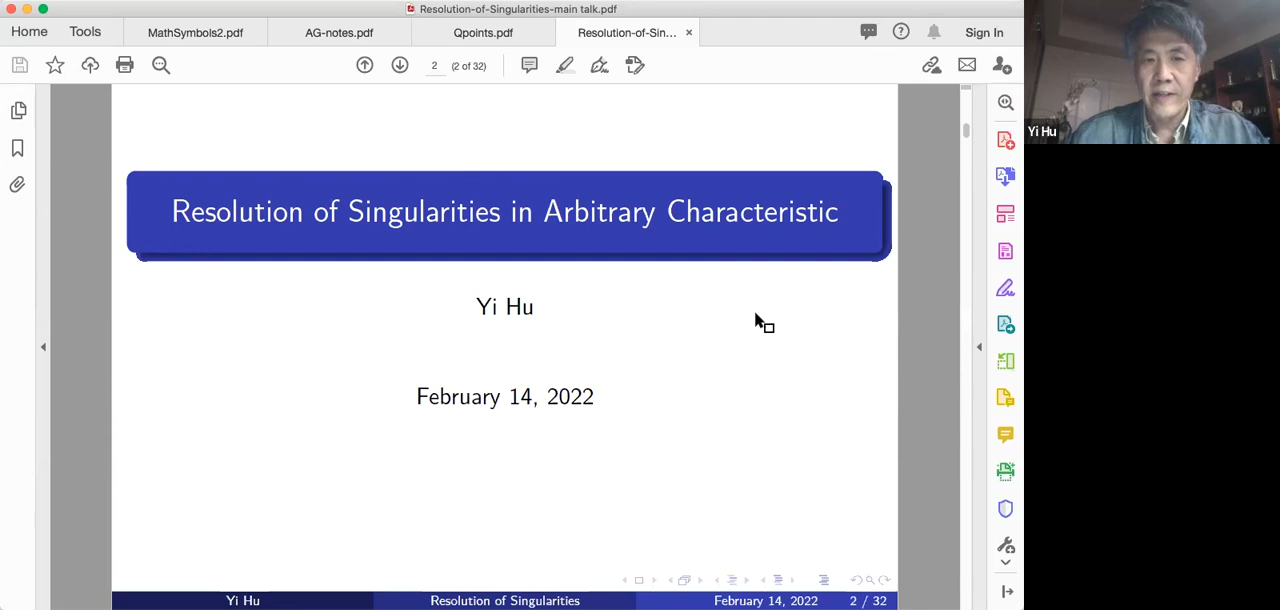 Resolution-of-Singularities-main talk.pdf
Home Tools MathSymbols2.pdf AG-notes.pdf Qpoints.pdf Resolution-of-Sin... × Sign In
2 (2 of 32)
Yi Hu
Resolution of Singularities in Arbitrary Characteristic
Yi Hu
February 14, 2022
Yi Hu Resolution of Singularities February 14, 2022 2 / 32